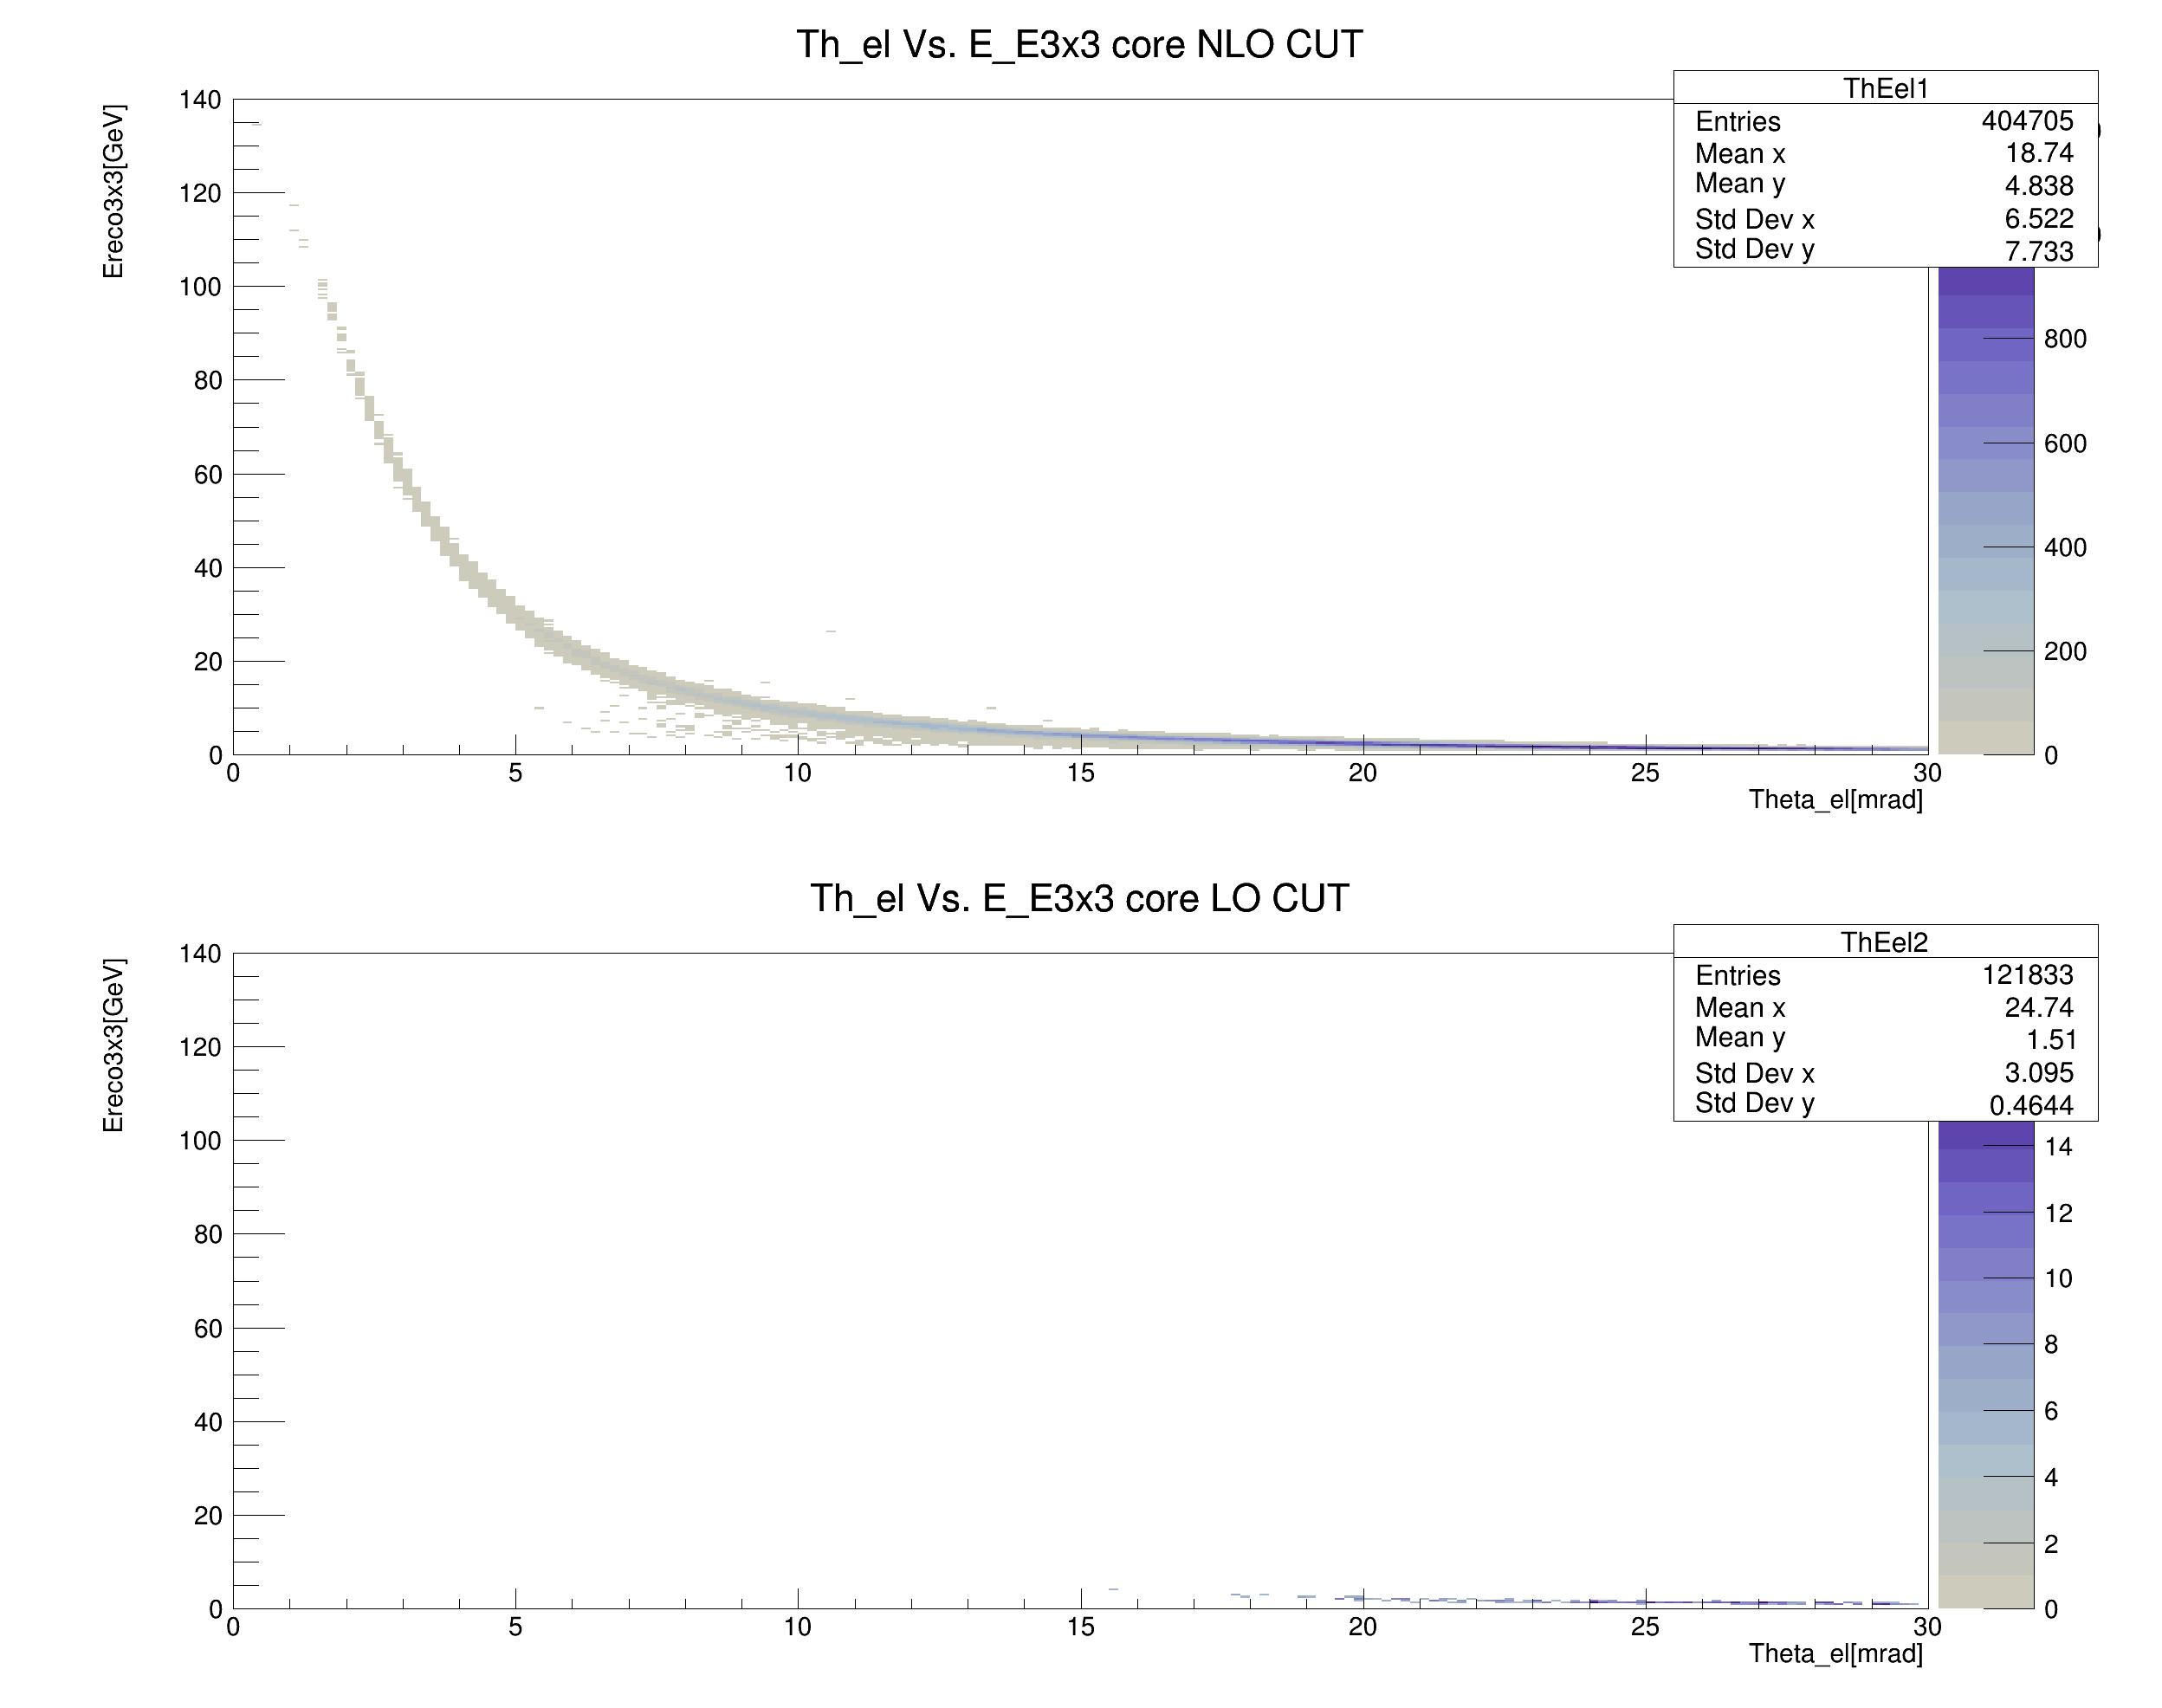 Th_el Vs. E_E3x3 core NLO CUT
ThEel1
Entries 404705
Mean x 18.74
Mean y 4.838
Std Dev x 6.522
Std Dev y 7.733
Ereco3x3[GeV]
140
120
100
80
60
40
20
0
0 5 10 15 20 25 30
Theta_el[mrad]
800
600
400
200
0
Th_el Vs. E_E3x3 core LO CUT
ThEel2
Entries 121833
Mean x 24.74
Mean y 1.51
Std Dev x 3.095
Std Dev y 0.4644
Ereco3x3[GeV]
140
120
100
80
60
40
20
0
0 5 10 15 20 25 30
Theta_el[mrad]
14
12
10
8
6
4
2
0